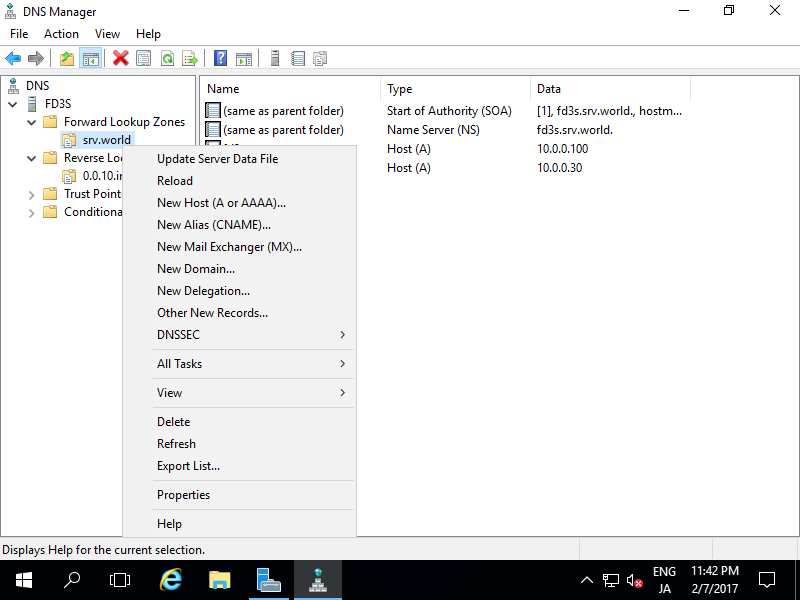 DNS Manager
File Action View Help
DNS
FD3S
Forward Lookup Zones
srv.world
Reverse Lo
0.0.10.in
Trust Point
Conditiona
Name Type Data
(same as parent folder) Start of Authority (SOA) [1], fd3s.srv.world., hostm...
(same as parent folder) Name Server (NS) fd3s.srv.world.
Host (A) 10.0.0.100
Host (A) 10.0.0.30
Update Server Data File
Reload
New Host (A or AAAA)...
New Alias (CNAME)...
New Mail Exchanger (MX)...
New Domain...
New Delegation...
Other New Records...
DNSSEC
All Tasks
View
Delete
Refresh
Export List...
Properties
Help
Displays Help for the current selection.
ENG
JA
11:42 PM
2/7/2017